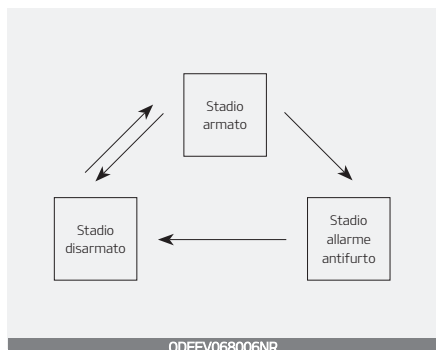 Stadio
armato
Stadio
disarmato
Stadio
allarme
antifurto
ODEEV068006NR